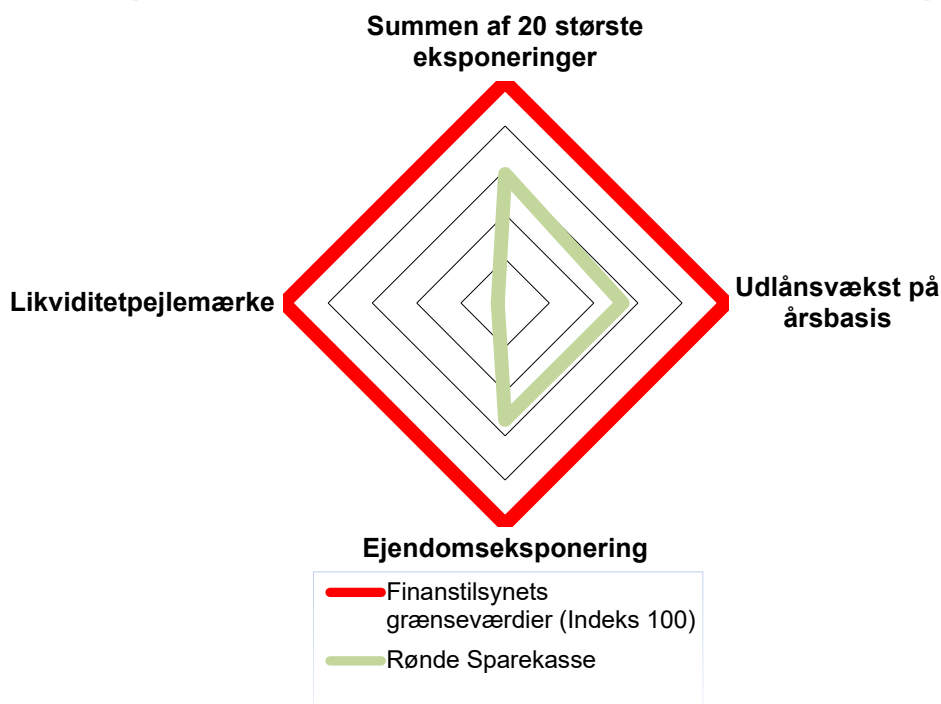 Summen af 20 største
eksponeringer
Likviditetpejlemærke
Udlånsvækst på
årsbasis
Ejendomseksponering
Finanstilsynets
grænseværdier (Indeks 100)
Rønde Sparekasse